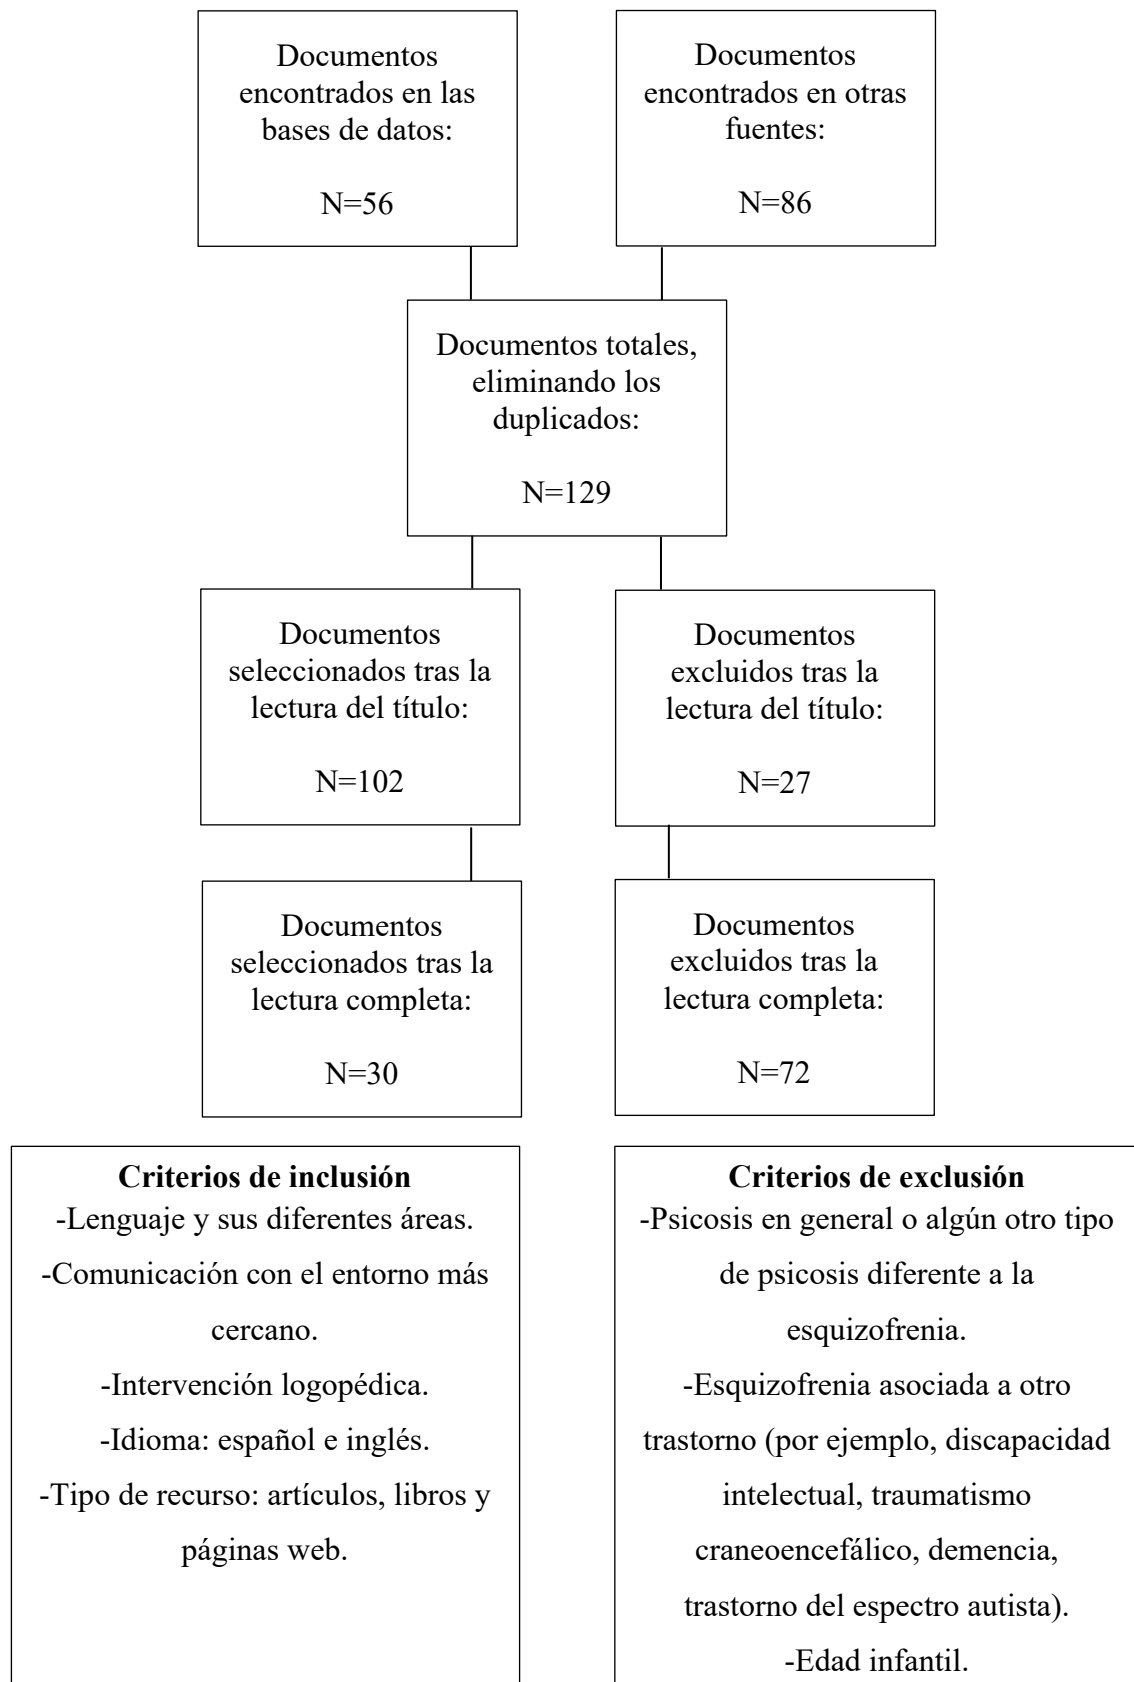 Documentos
encontrados en las
bases de datos:
N=56
Documentos
encontrados en otras
fuentes:
N=86
Documentos totales,
eliminando los
duplicados:
N=129
Documentos
seleccionados tras la
lectura del título:
N=102
Documentos
excluidos tras la
lectura del título:
N=27
Documentos
seleccionados tras la
lectura completa:
N=30
Documentos
excluidos tras la
lectura completa:
N=72
Criterios de inclusión
-Lenguaje y sus diferentes áreas.
-Comunicación con el entorno más
cercano.
-Intervención logopédica.
-Idioma: español e inglés.
-Tipo de recurso: artículos, libros y
páginas web.
Criterios de exclusión
-Psicosis en general o algún otro tipo
de psicosis diferente a la
esquizofrenia.
-Esquizofrenia asociada a otro
trastorno (por ejemplo, discapacidad
intelectual, traumatismo
craneoencefálico, demencia,
trastorno del espectro autista).
-Edad infantil.